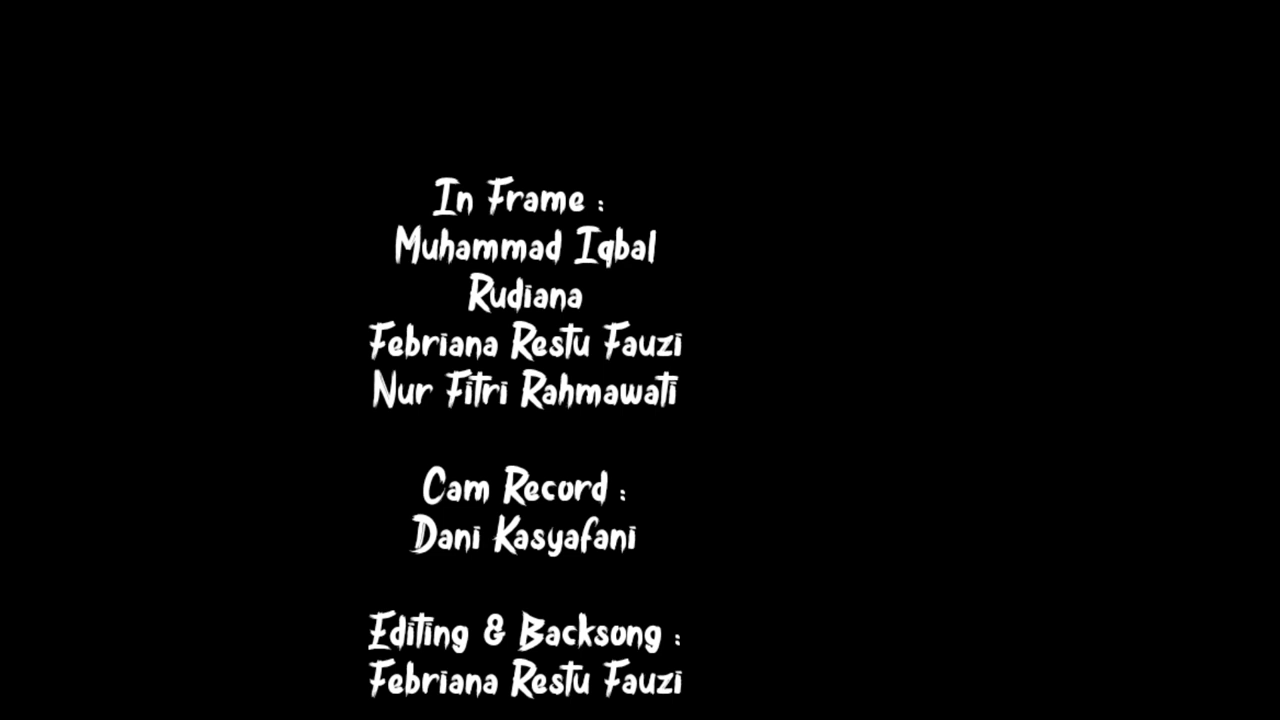 In Frame :
Muhammad Iqbal
Rudiana
Febriana Restu Fauzi
Nur Fitri Rahmawati
Cam Record :
Dani Kasyafani
Editing & Backsong :
Febriana Restu Fauzi